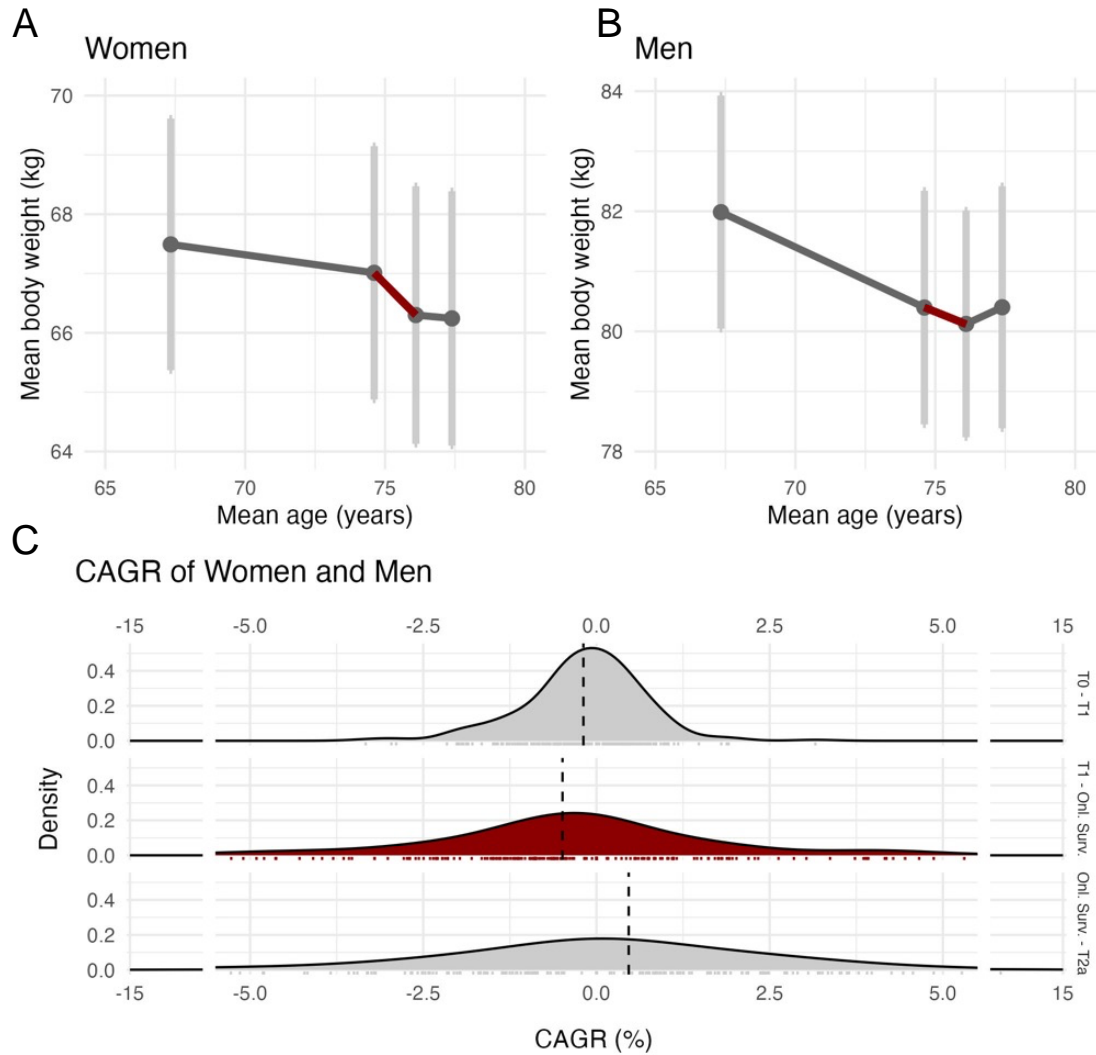 A
Women
Mean body weight (kg)
70
68
66
64
65 70 75 80
Mean age (years)
B
Men
Mean body weight (kg)
84
82
80
78
65 70 75 80
Mean age (years)
C
CAGR of Women and Men
-15 -5.0 -2.5 0.0 2.5 5.0 15
Density
0.4
0.2
0.0
T0 - T1
0.4
0.2
0.0
T1 - Onl. Surv.
0.4
0.2
0.0
Onl. Surv. - T2a
-15 -5.0 -2.5 0.0 2.5 5.0 15
CAGR (%)